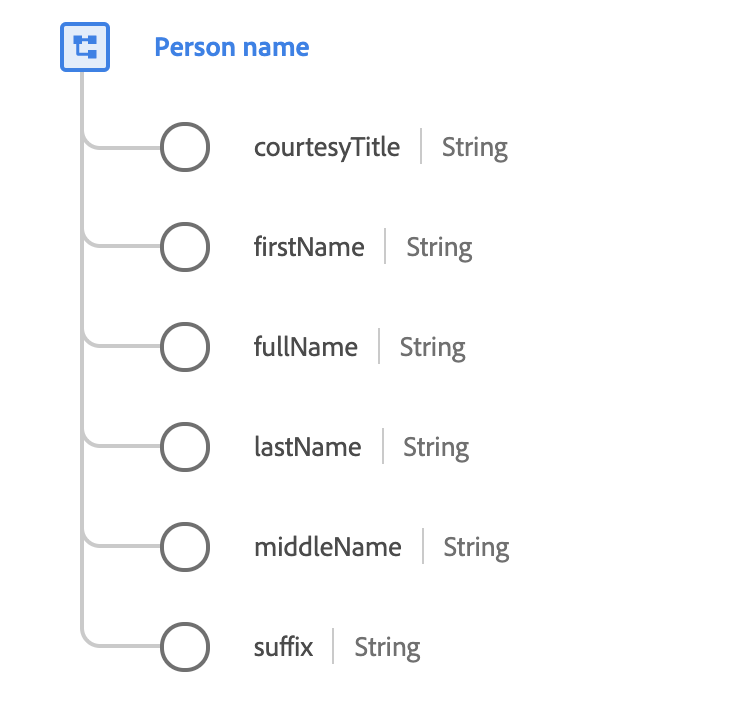 Person name
courtesyTitle | String
firstName | String
fullName | String
lastName | String
middleName | String
suffix | String